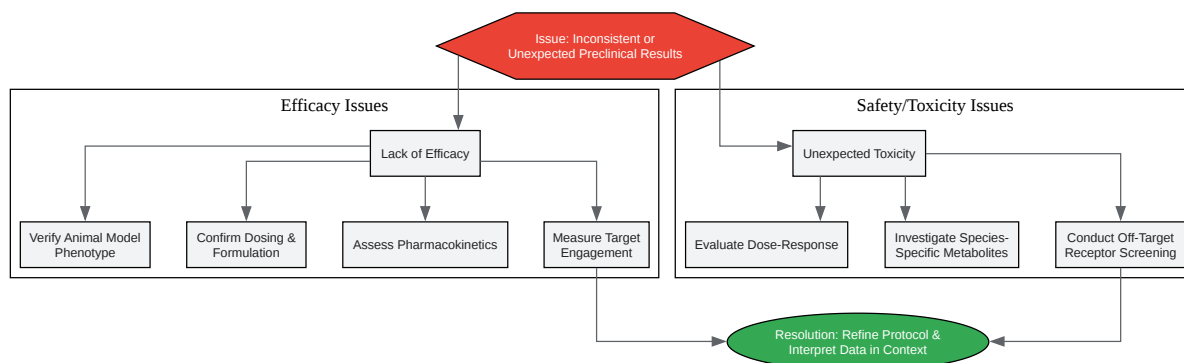 Issue: Inconsistent or
Unexpected Preclinical Results
Efficacy Issues
Safety/Toxicity Issues
Lack of Efficacy
Unexpected Toxicity
Verify Animal Model
Phenotype
Confirm Dosing &
Formulation
Assess Pharmacokinetics
Measure Target
Engagement
Evaluate Dose-Response
Investigate Species-
Specific Metabolites
Conduct Off-Target
Receptor Screening
Resolution: Refine Protocol &
Interpret Data in Context